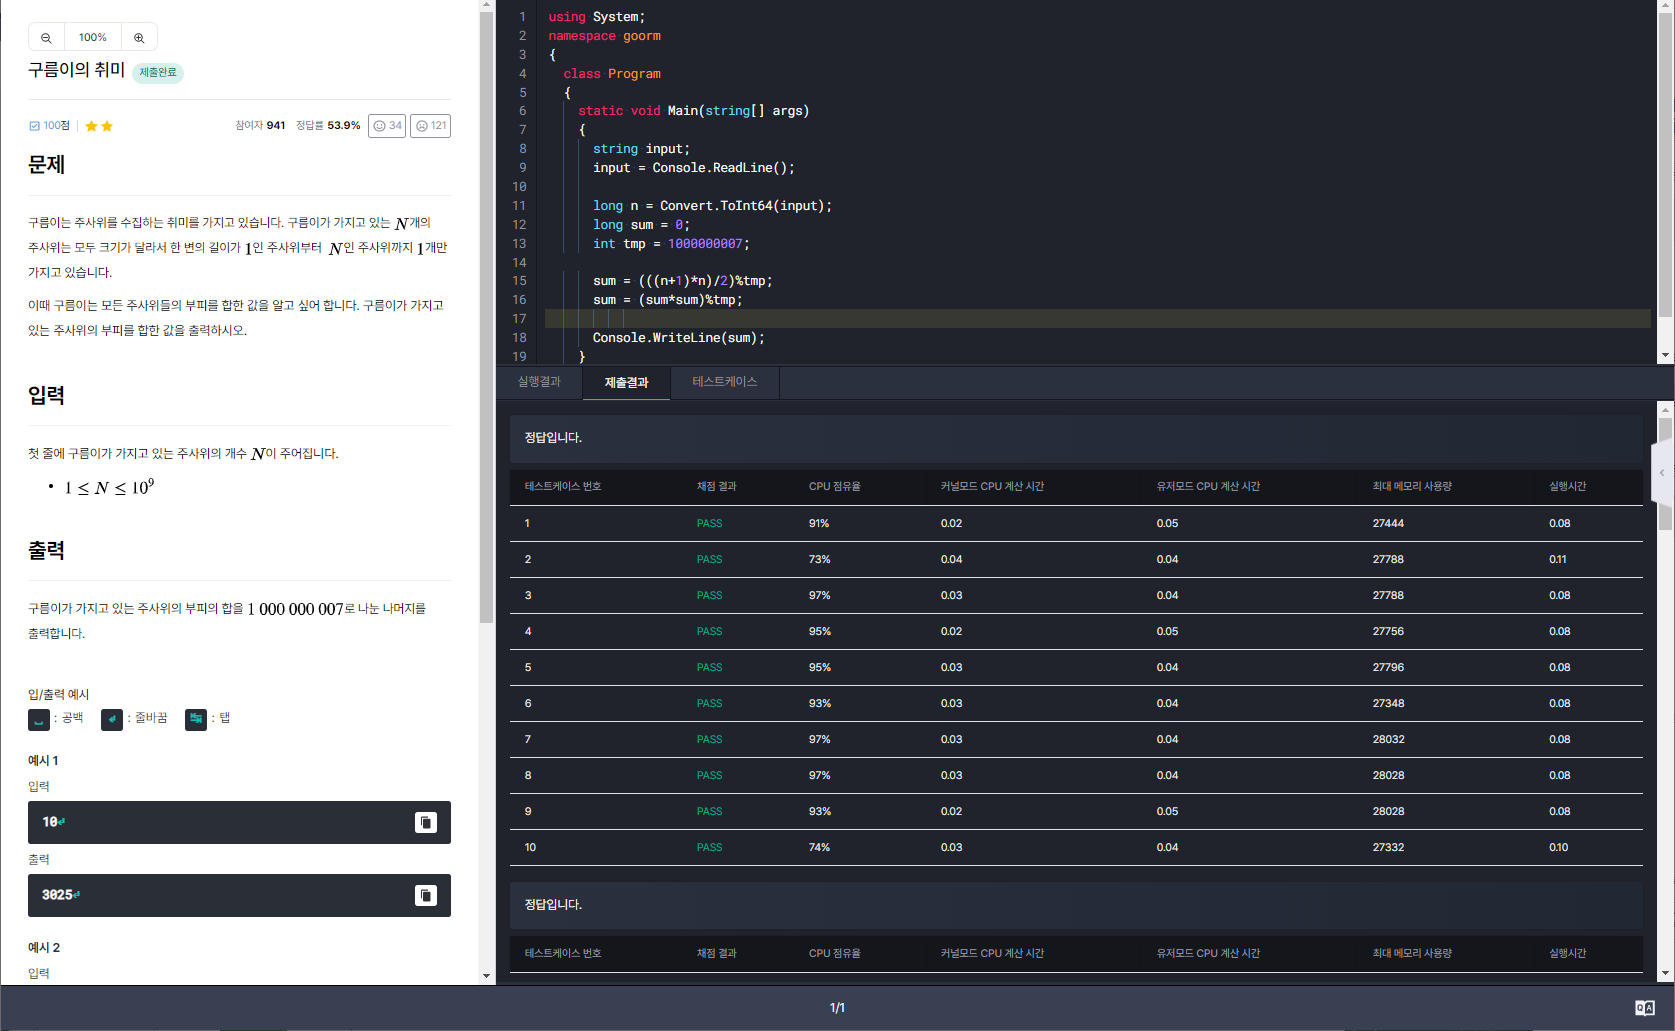 100%
구름이의 취미 제출완료
100점
참여자 941 정답률 53.9% 34 121
문제
구름이는 주사위를 수집하는 취미를 가지고 있습니다. 구름이가 가지고 있는 N개의
주사위는 모두 크기가 달라서 한 변의 길이가 1인 주사위부터 N인 주사위까지 1개만
가지고 있습니다.
이때 구름이는 모든 주사위들의 부피를 합한 값을 알고 싶어 합니다. 구름이가 가지고
있는 주사위의 부피를 합한 값을 출력하시오.
입력
첫 줄에 구름이가 가지고 있는 주사위의 개수 N이 주어집니다.
• 1 ≤ N ≤ 10⁹
출력
구름이가 가지고 있는 주사위의 부피의 합을 1 000 000 007로 나눈 나머지를
출력합니다.
입/출력 예시
: 공백 : 줄바꿈 : 탭
예시 1
입력
10
출력
3025
예시 2
입력
1 using System;
2 namespace goorm
3 {
4 class Program
5 {
6 static void Main(string[] args)
7 {
8 string input;
9 input = Console.ReadLine();
10
11 long n = Convert.ToInt64(input);
12 long sum = 0;
13 int tmp = 1000000007;
14
15 sum = (((n+1)*n)/2)%tmp;
16 sum = (sum*sum)%tmp;
17
18 Console.WriteLine(sum);
19 }
실행결과 제출결과 테스트케이스
정답입니다.
테스트케이스 번호 채점 결과 CPU 점유율 커널모드 CPU 계산 시간 유저모드 CPU 계산 시간 최대 메모리 사용량 실행시간
1 PASS 91% 0.02 0.05 27444 0.08
2 PASS 73% 0.04 0.04 27788 0.11
3 PASS 97% 0.03 0.04 27788 0.08
4 PASS 95% 0.02 0.05 27756 0.08
5 PASS 95% 0.03 0.04 27796 0.08
6 PASS 93% 0.03 0.04 27348 0.08
7 PASS 97% 0.03 0.04 28032 0.08
8 PASS 97% 0.03 0.04 28028 0.08
9 PASS 93% 0.02 0.05 28028 0.08
10 PASS 74% 0.03 0.04 27332 0.10
정답입니다.
테스트케이스 번호 채점 결과 CPU 점유율 커널모드 CPU 계산 시간 유저모드 CPU 계산 시간 최대 메모리 사용량 실행시간
1/1